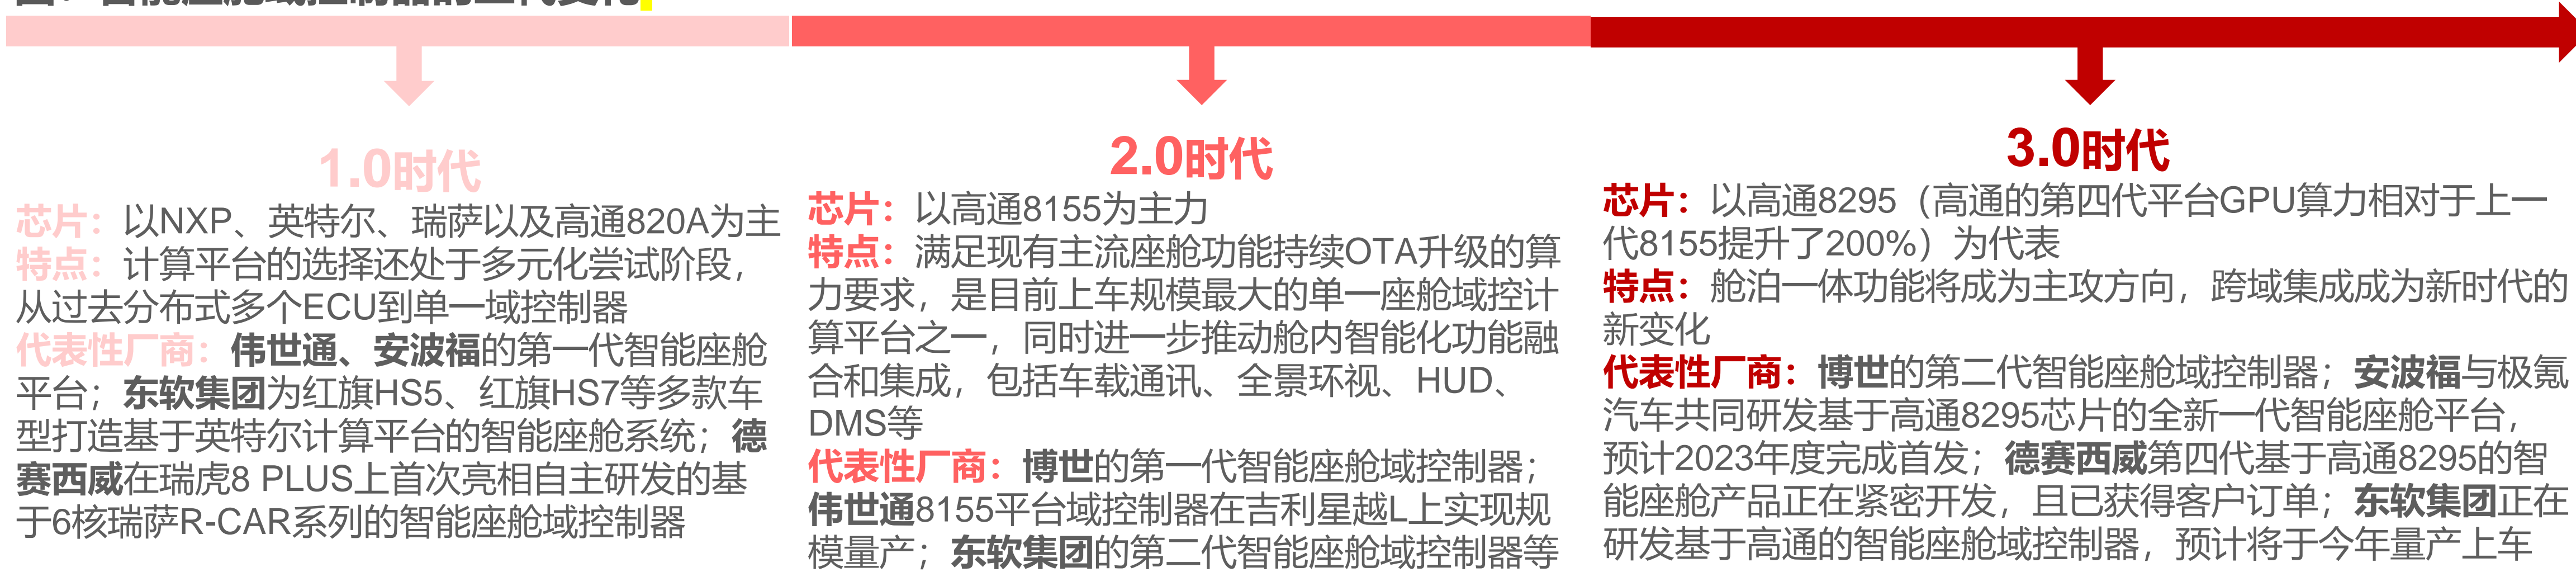 图：智能座舱域控制器的三代变化
1.0时代
芯片：以NXP、英特尔、瑞萨以及高通820A为主
特点：计算平台的选择还处于多元化尝试阶段，
从过去分布式多个ECU到单一域控制器
代表性厂商：伟世通、安波福的第一代智能座舱
平台；东软集团为红旗HS5、红旗HS7等多款车
型打造基于英特尔计算平台的智能座舱系统；德
赛西威在瑞虎8 PLUS上首次亮相自主研发的基
于6核瑞萨R-CAR系列的智能座舱域控制器
2.0时代
芯片：以高通8155为主力
特点：满足现有主流座舱功能持续OTA升级的算
力要求，是目前上车规模最大的单一座舱域控计
算平台之一，同时进一步推动舱内智能化功能融
合和集成，包括车载通讯、全景环视、HUD、
DMS等
代表性厂商：博世的第一代智能座舱域控制器；
伟世通8155平台域控制器在吉利星越L上实现规
模量产；东软集团的第二代智能座舱域控制器等
3.0时代
芯片：以高通8295（高通的第四代平台GPU算力相对于上一
代8155提升了200%）为代表
特点：舱泊一体功能将成为主攻方向，跨域集成成为新时代的
新变化
代表性厂商：博世的第二代智能座舱域控制器；安波福与极氪
汽车共同研发基于高通8295芯片的全新一代智能座舱平台，
预计2023年度完成首发；德赛西威第四代基于高通8295的智
能座舱产品正在紧密开发，且已获得客户订单；东软集团正在
研发基于高通的智能座舱域控制器，预计将于今年量产上车